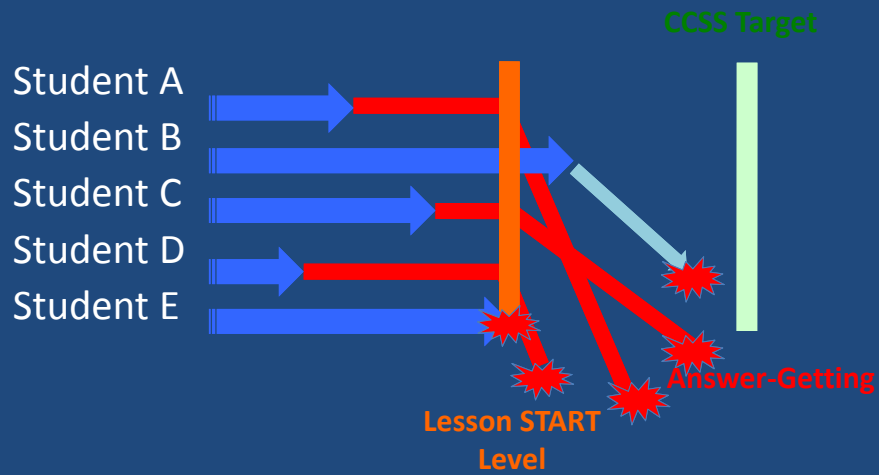 CCSS Target
Student A
Student B
Student C
Student D
Student E
Answer-Getting
Lesson START
Level